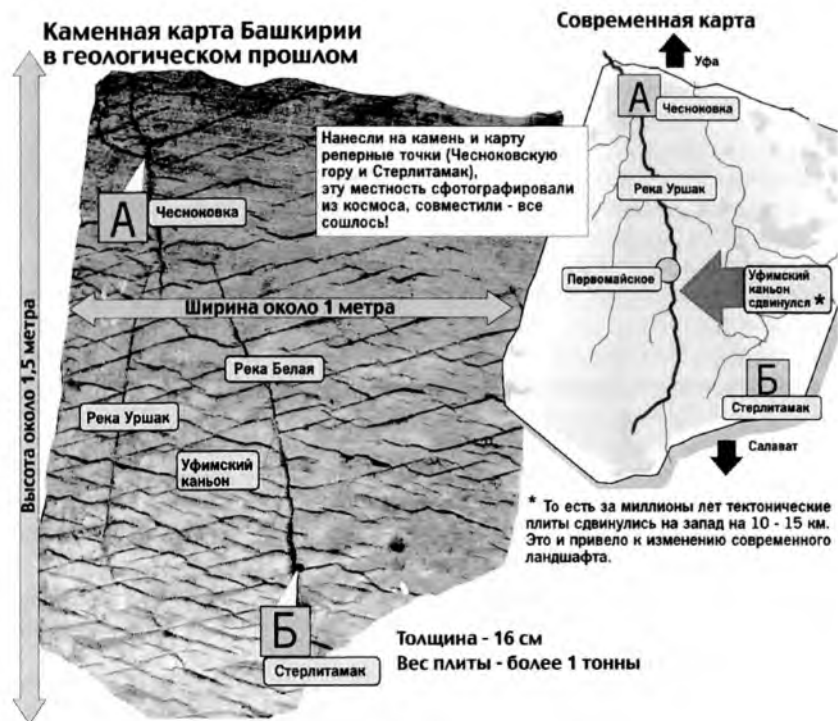 Каменная карта Башкирии
в геологическом прошлом
Высота около 1,5 метра
А
Чесноковка
Нанесли на камень и карту
реперные точки (Чесноковскую
гору и Стерлитамак),
эту местность сфотографировали
из космоса, совместили - все
сошлось!
Ширина около 1 метра
Река Белая
Река Уршак
Уфимский
каньон
Б
Стерлитамак
Толщина - 16 см
Вес плиты - более 1 тонны
Современная карта
Уфа
А
Чесноковка
Река Уршак
Первомайское
Уфимский
каньон
сдвинулся *
Б
Стерлитамак
Салават
* То есть за миллионы лет тектонические
плиты сдвинулись на запад на 10 - 15 км.
Это и привело к изменению современного
ландшафта.